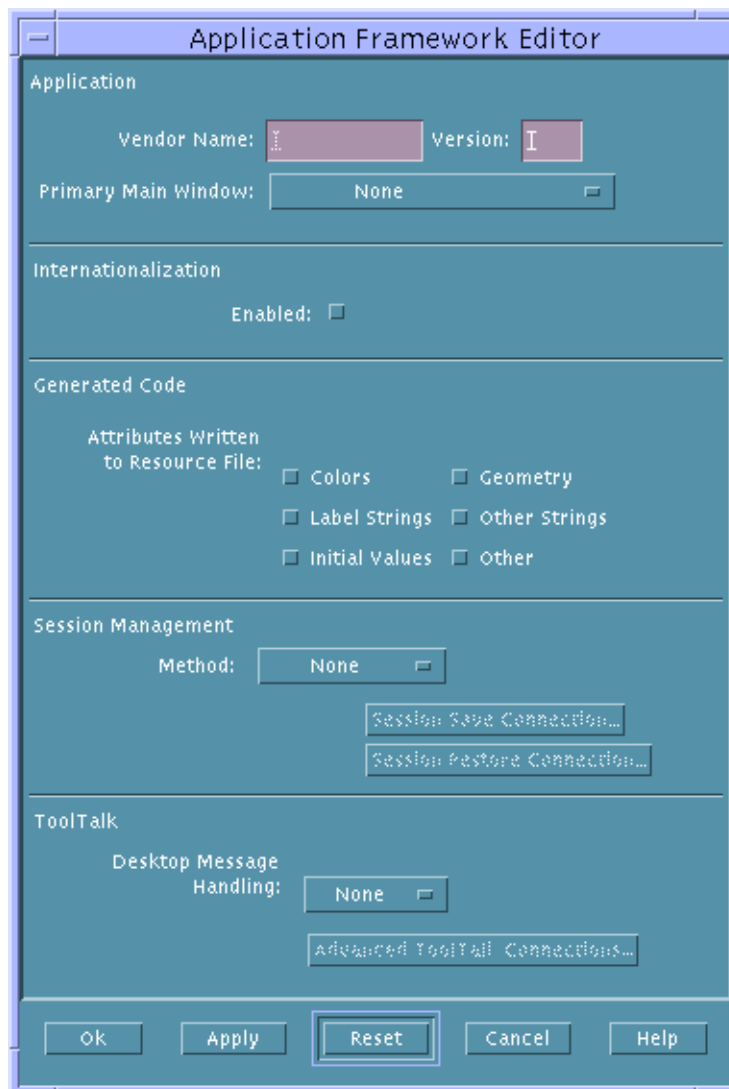 Application Framework Editor
Application
Vendor Name: Version:
Primary Main Window: None
Internationalization
Enabled:
Generated Code
Attributes Written
to Resource File:
Colors Geometry
Label Strings Other Strings
Initial Values Other
Session Management
Method: None
Session Save Connection...
Session Restore Connection...
ToolTalk
Desktop Message
Handling: None
Advanced ToolTalk Connections...
Ok Apply Reset Cancel Help